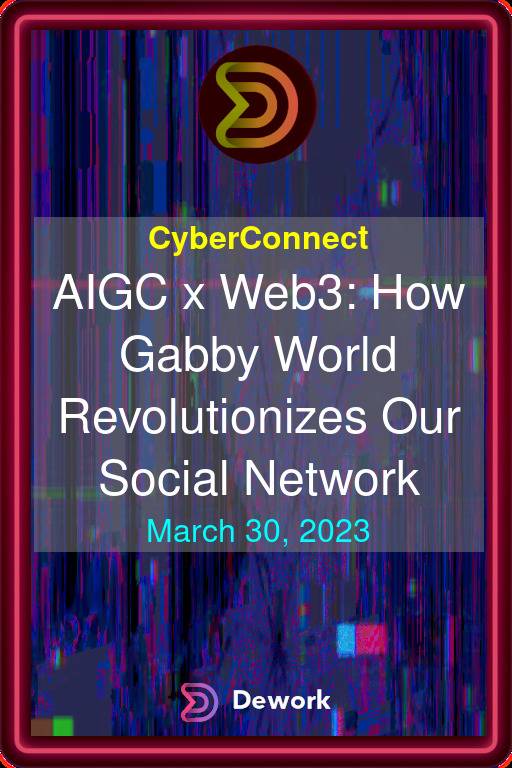 CyberConnect
AIGC x Web3: How
Gabby World
Revolutionizes Our
Social Network
March 30, 2023
Dework